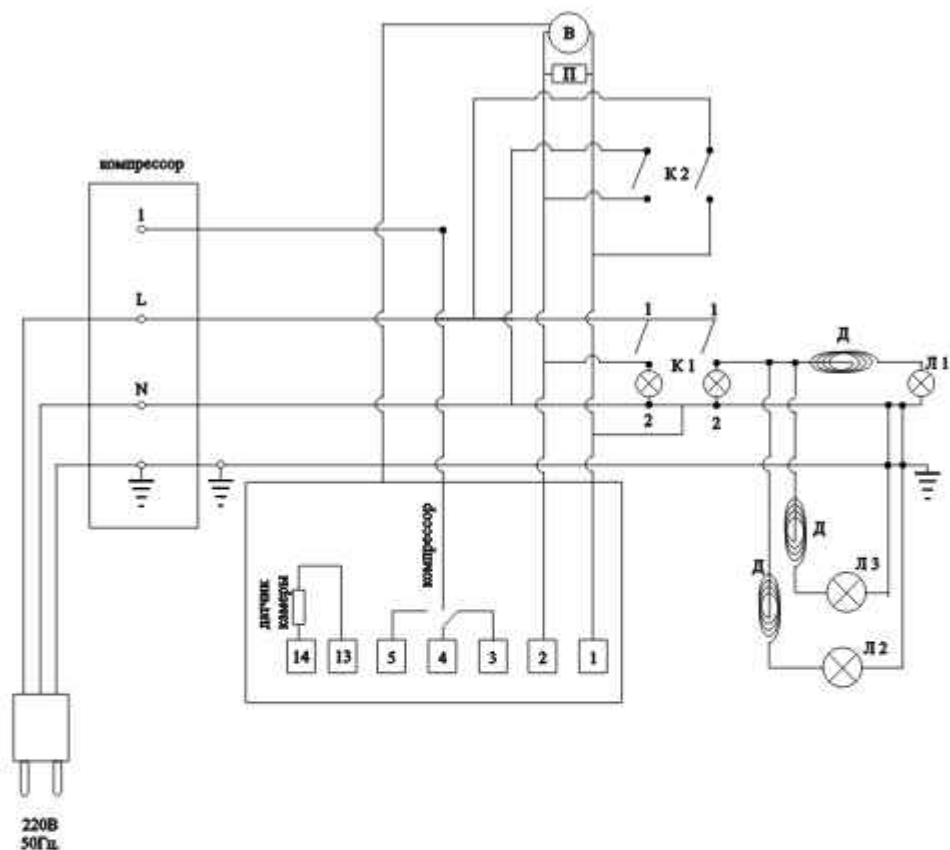 В
П
К 2
компрессор
1
L
1
1
Д
Л 1
К 1
N
2
2
компрессор
Д
датчик
камеры
Д
Л 3
14
13
5
4
3
2
1
Л 2
220В
50Гц